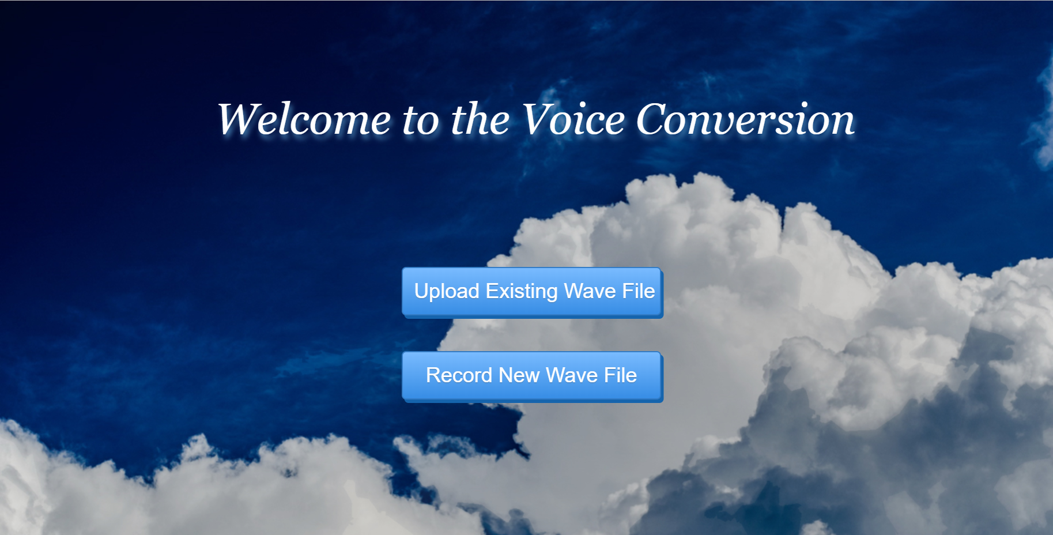 Welcome to the Voice Conversion
Upload Existing Wave File
Record New Wave File